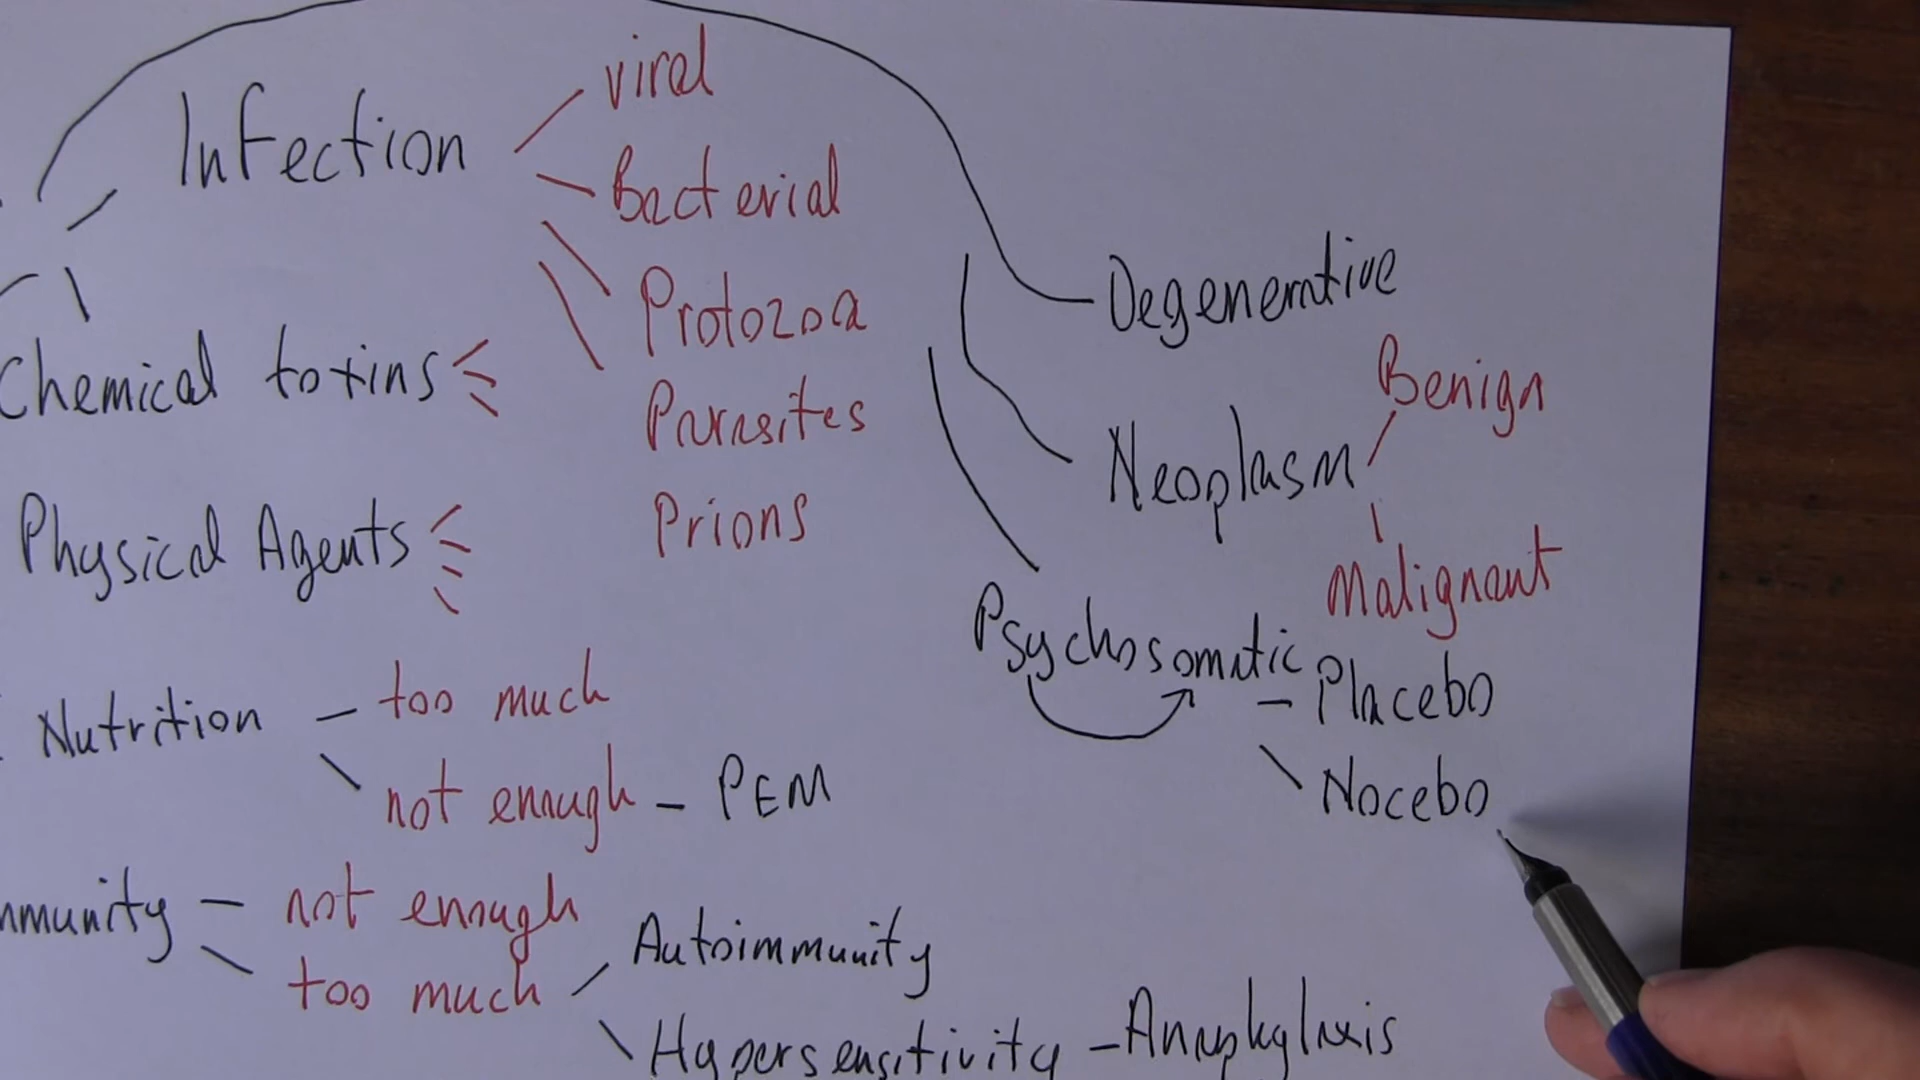 Infection
viral
Bacterial
Protozoa
Parasites
Prions
Chemical toxins
Physical Agents
Nutrition – too much
not enough – PEM
mmunity – not enough
too much
Autoimmunity
Hypersensitivity – Anaphylaxis
Degenerative
Neoplasm
Benign
Malignant
Psychosomatic
– Placebo
Nocebo